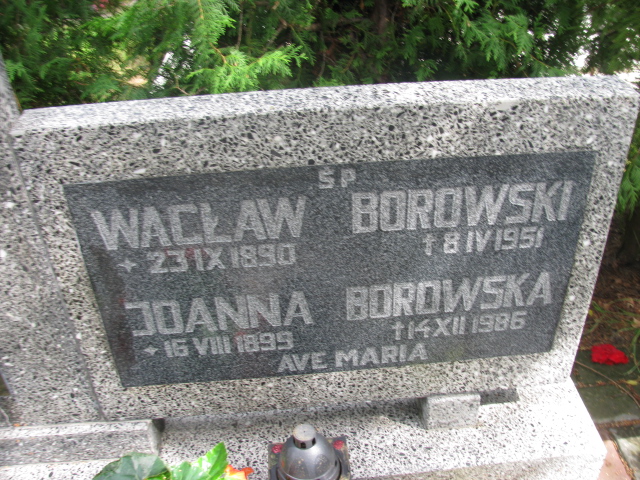 ŚP
WACŁAW BOROWSKI
* 23 IX 1890 † 8 IV 1951
JOANNA BOROWSKA
* 16 VIII 1899 † 14 XII 1986
AVE MARIA